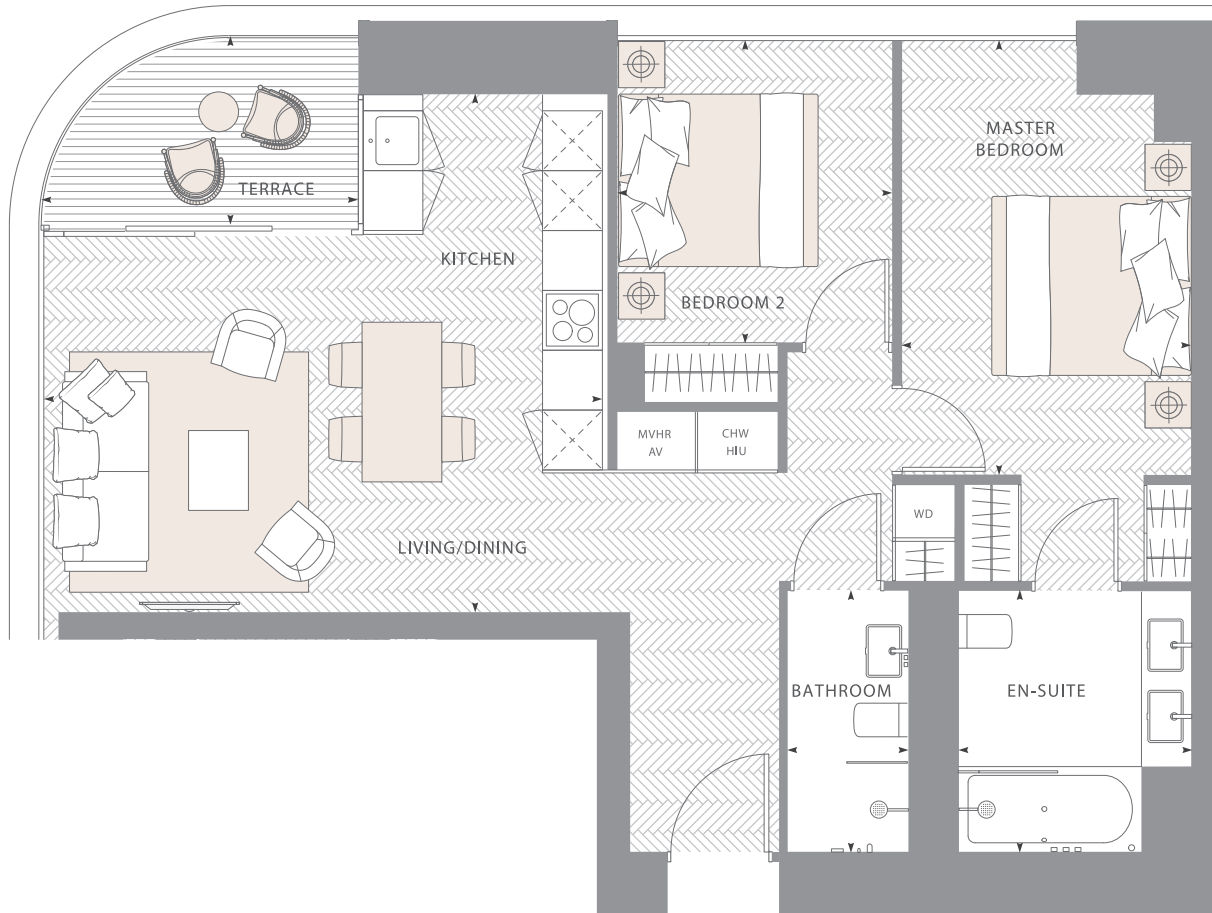 MASTER
BEDROOM
TERRACE
KITCHEN
BEDROOM 2
MVHR
AV
CHW
HIU
WD
LIVING/DINING
BATHROOM
EN-SUITE